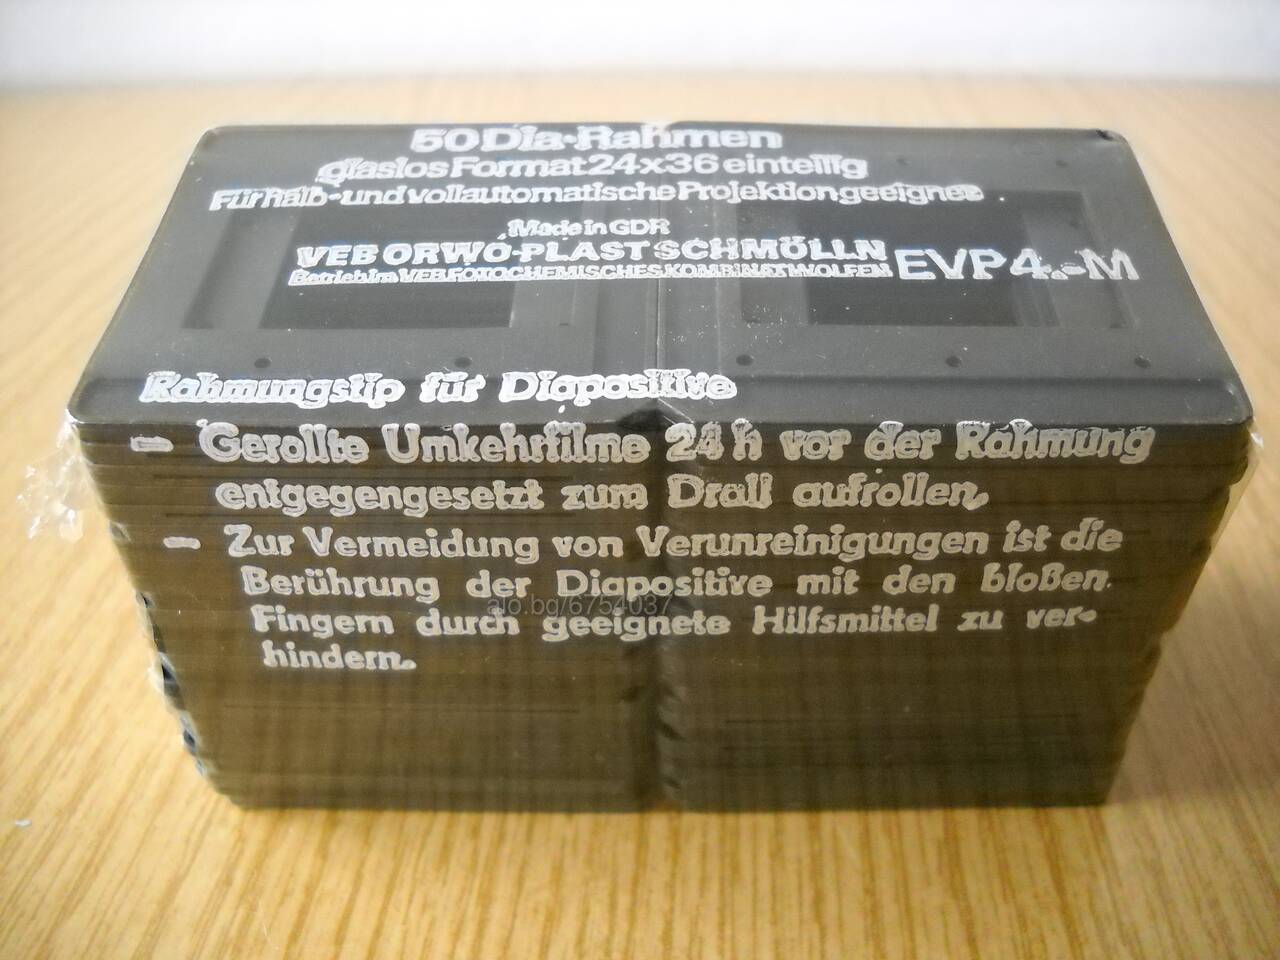 50 Dia-Rahmen
glaslos Format 24x36 einteilig
Für halb- und vollautomatische Projektion geeignet
Made in GDR
VEB ORWO-PLAST SCHMÖLLN
Betrieb im VEB FOTOCHEMISCHES KOMBINAT WOLFEN
EVP 4.-M
Rahmungstip für Diapositive
- Gerollte Umkehrfilme 24 h vor der Rahmung
entgegengesetzt zum Drall aufrollen.
- Zur Vermeidung von Verunreinigungen ist die
Berührung der Diapositive mit den bloßen
alo.bg/6754037
Fingern durch geeignete Hilfsmittel zu ver-
hindern.